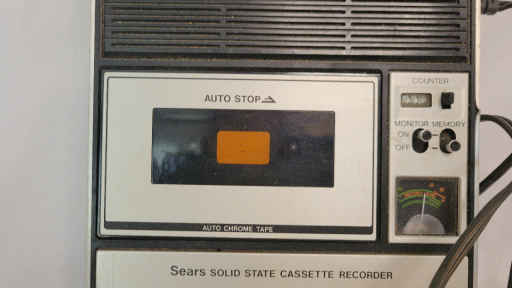 AUTO STOP
COUNTER
MONITOR MEMORY
ON
OFF
AUTO CHROME TAPE
Sears SOLID STATE CASSETTE RECORDER